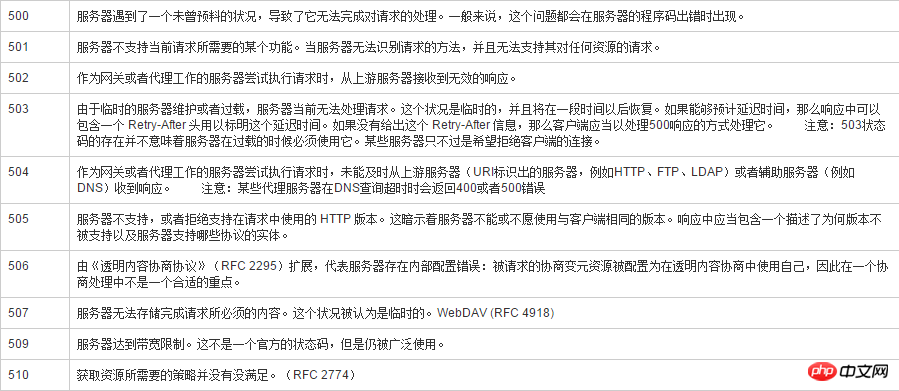 500 服务器遇到了一个未曾预料的状况，导致了它无法完成对请求的处理。一般来说，这个问题都会在服务器的程序码出错时出现。
501 服务器不支持当前请求所需要的某个功能。当服务器无法识别请求的方法，并且无法支持其对任何资源的请求。
502 作为网关或者代理工作的服务器尝试执行请求时，从上游服务器接收到无效的响应。
503 由于临时的服务器维护或者过载，服务器当前无法处理请求。这个状况是临时的，并且将在一段时间以后恢复。如果能够预计延迟时间，那么响应中可以
包含一个 Retry-After 头用以标明这个延迟时间。如果没有给出这个 Retry-After 信息，那么客户端应当以处理500响应的方式处理它。 注意：503状态
码的存在并不意味着服务器在过载的时候必须使用它。某些服务器只不过是希望拒绝客户端的连接。
504 作为网关或者代理工作的服务器尝试执行请求时，未能及时从上游服务器（URI标识出的服务器，例如HTTP、FTP、LDAP）或者辅助服务器（例如
DNS）收到响应。 注意：某些代理服务器在DNS查询超时时会返回400或者500错误
505 服务器不支持，或者拒绝支持在请求中使用的 HTTP 版本。这暗示着服务器不能或不愿使用与客户端相同的版本。响应中应当包含一个描述了为何版本不
被支持以及服务器支持哪些协议的实体。
506 由《透明内容协商协议》（RFC 2295）扩展，代表服务器存在内部配置错误：被请求的协商变元资源被配置为在透明内容协商中使用自己，因此在一个协
商处理中不是一个合适的重点。
507 服务器无法存储完成请求所必须的内容。这个状况被认为是临时的。WebDAV (RFC 4918)
509 服务器达到带宽限制。这不是一个官方的状态码，但是仍被广泛使用。
510 获取资源所需要的策略并没有没满足。（RFC 2774）
php 中文网